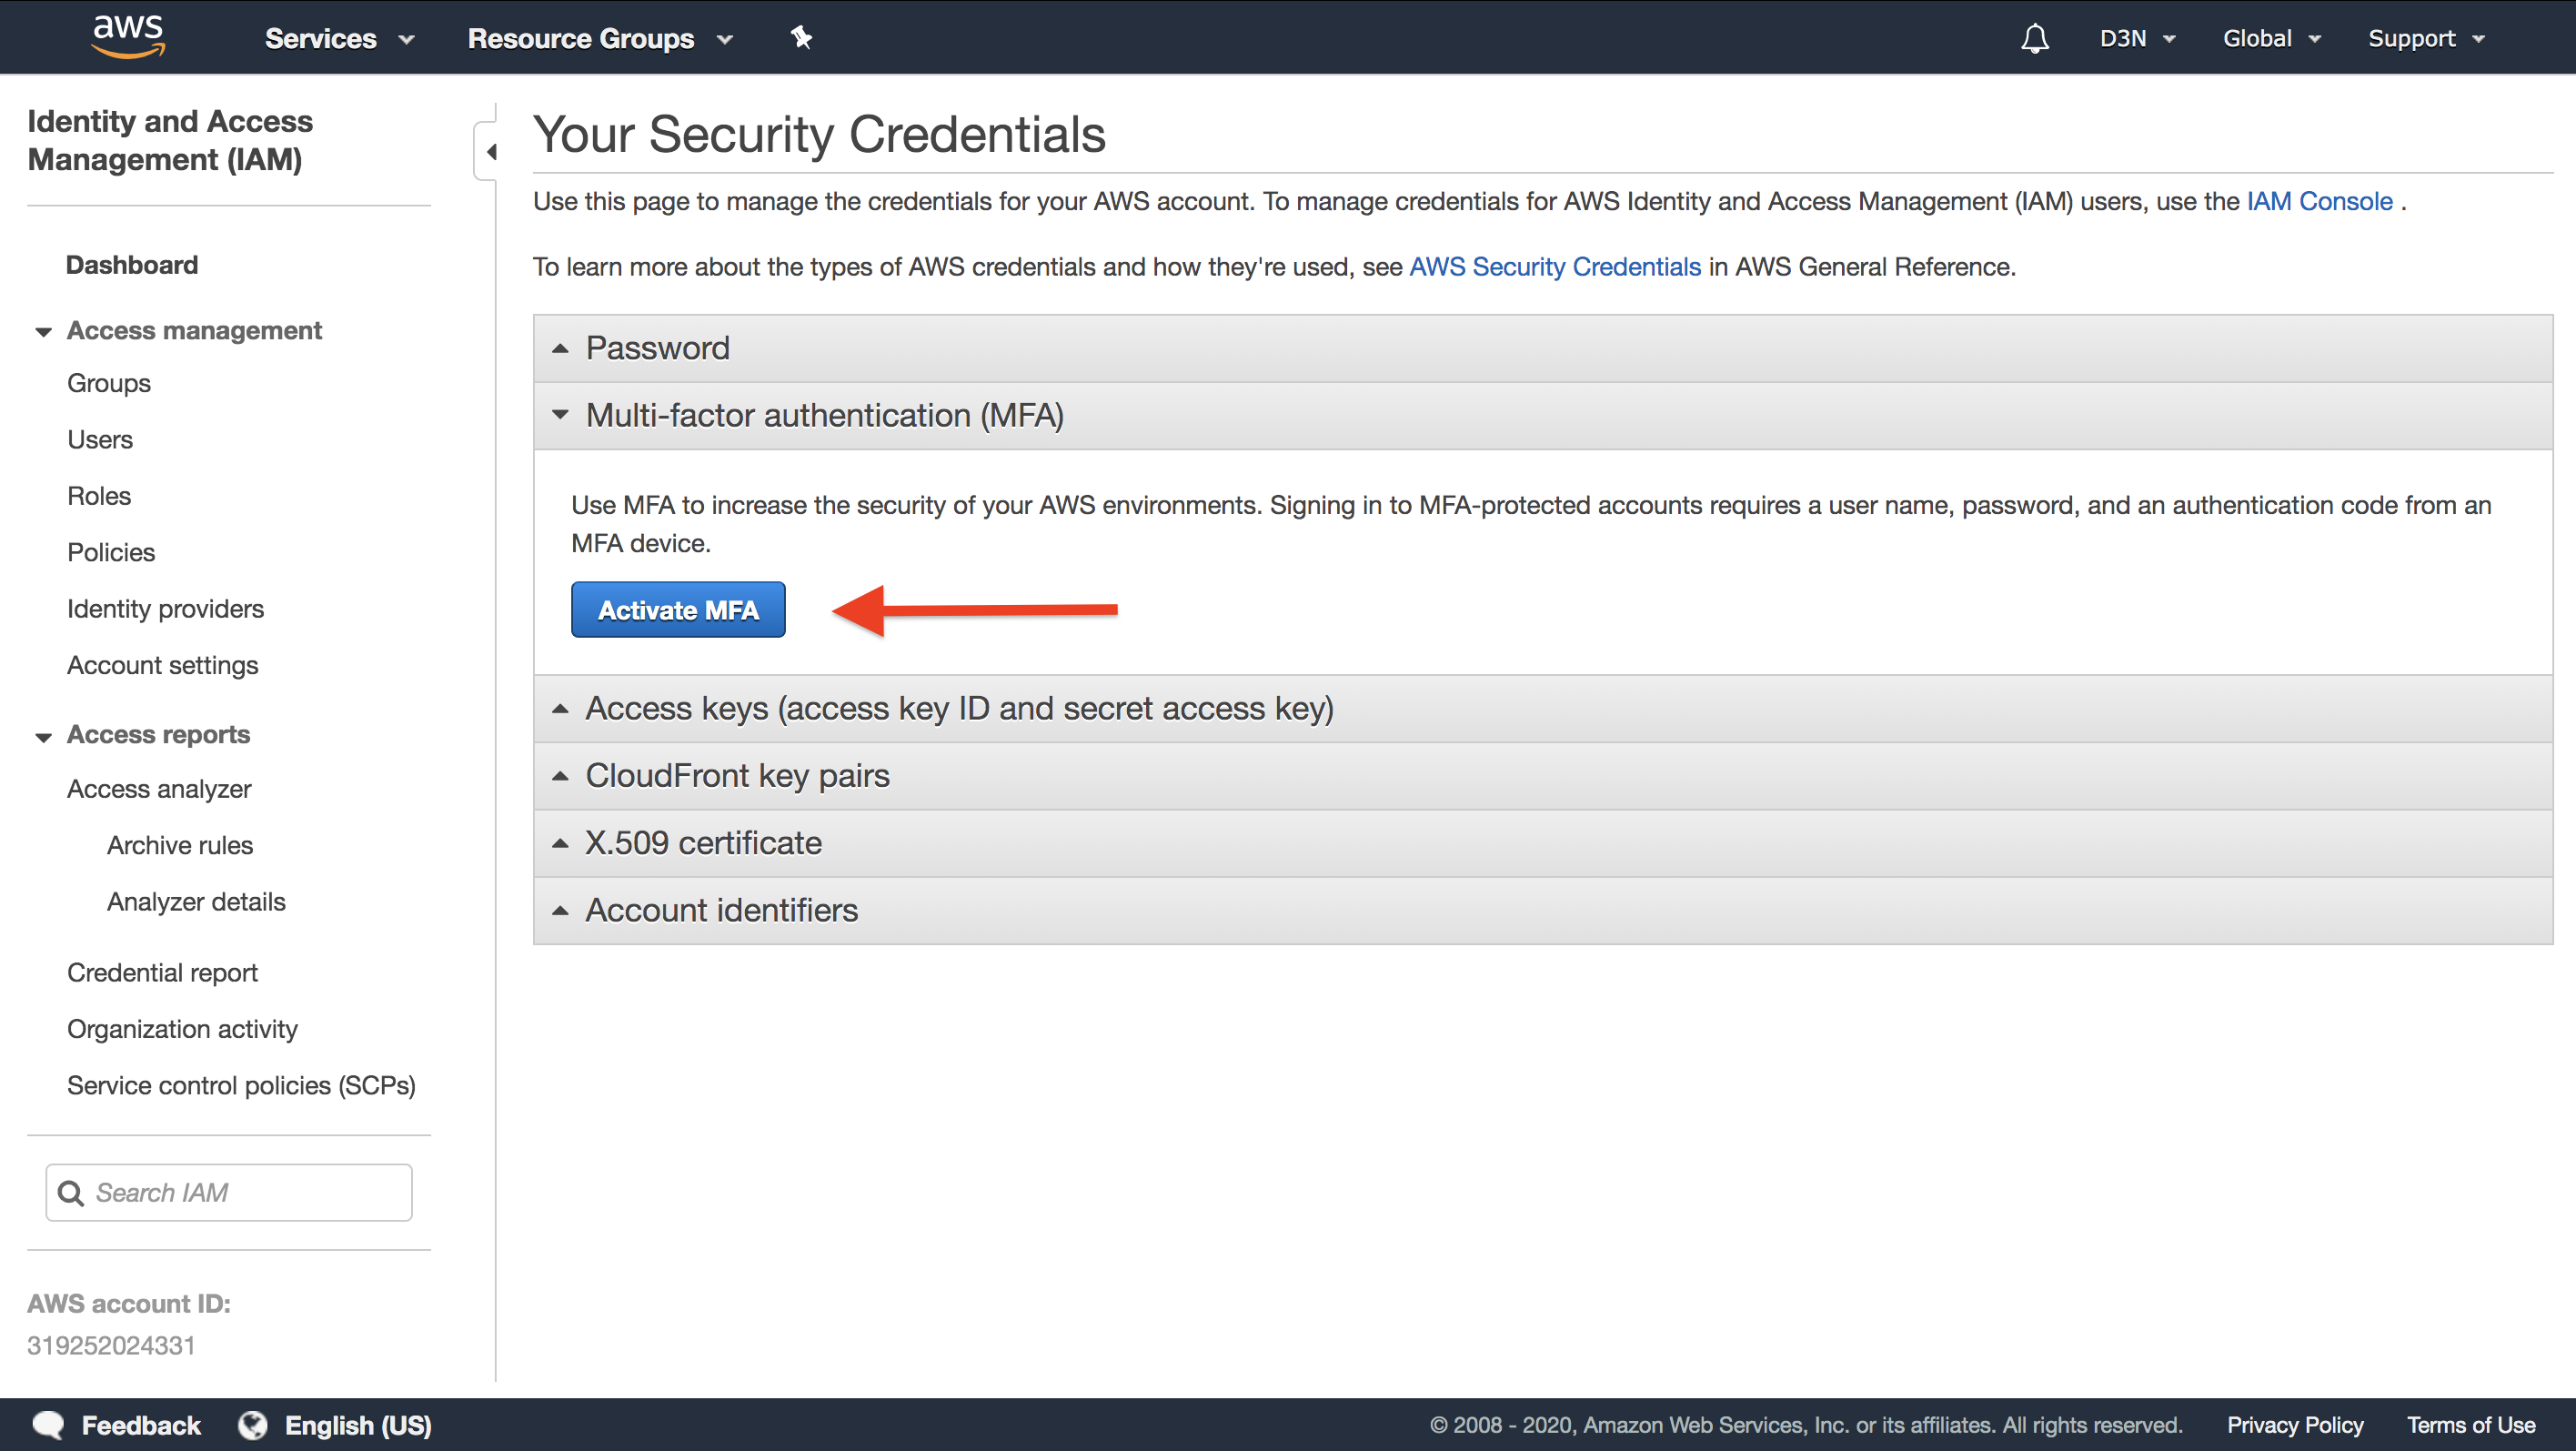 aws
Services
Resource Groups
D3N
Global
Support
Identity and Access
Management (IAM)
Dashboard
Access management
Groups
Users
Roles
Policies
Identity providers
Account settings
Access reports
Access analyzer
Archive rules
Analyzer details
Credential report
Organization activity
Service control policies (SCPs)
Search IAM
AWS account ID:
319252024331
Your Security Credentials
Use this page to manage the credentials for your AWS account. To manage credentials for AWS Identity and Access Management (IAM) users, use the IAM Console .
To learn more about the types of AWS credentials and how they're used, see AWS Security Credentials in AWS General Reference.
Password
Multi-factor authentication (MFA)
Use MFA to increase the security of your AWS environments. Signing in to MFA-protected accounts requires a user name, password, and an authentication code from an
MFA device.
Activate MFA
Access keys (access key ID and secret access key)
CloudFront key pairs
X.509 certificate
Account identifiers
Feedback
English (US)
© 2008 - 2020, Amazon Web Services, Inc. or its affiliates. All rights reserved.
Privacy Policy
Terms of Use